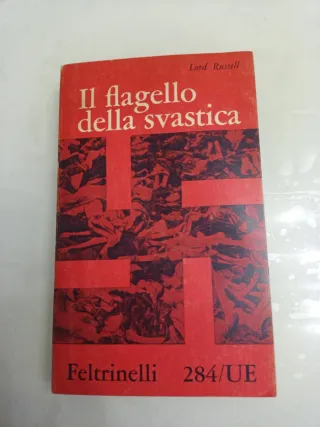 Lord Russell
Il flagello
della svastica
Feltrinelli 284/UE